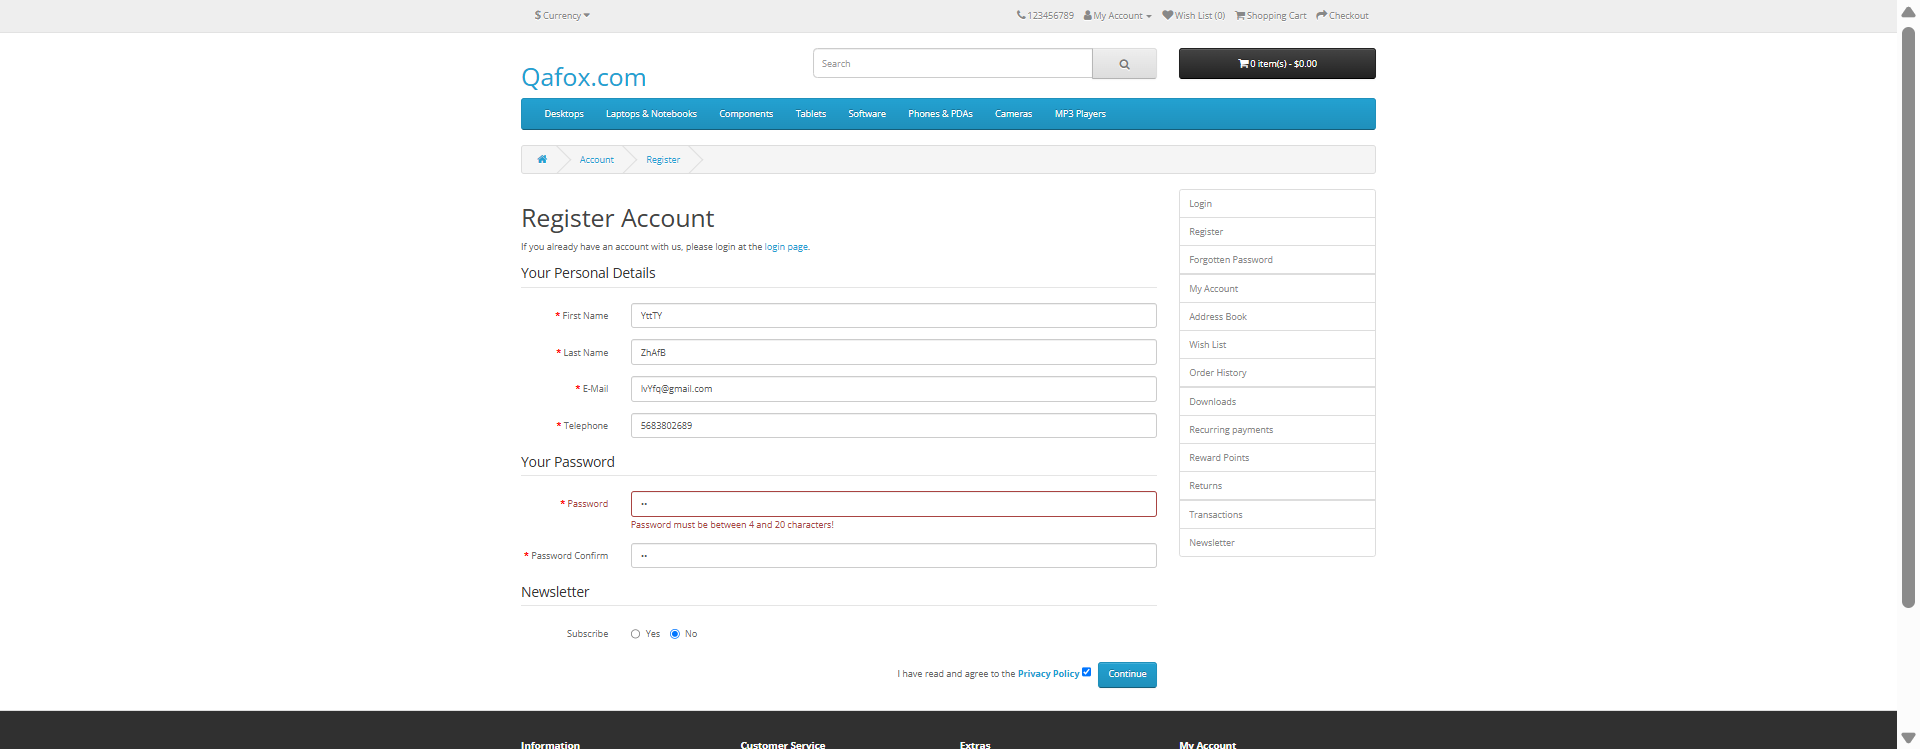 $ Currency
123456789 My Account Wish List (0) Shopping Cart Checkout
Qafox.com
Search
0 item(s) - $0.00
Desktops Laptops & Notebooks Components Tablets Software Phones & PDAs Cameras MP3 Players
Account Register
Register Account
If you already have an account with us, please login at the login page.
Your Personal Details
* First Name YttTY
* Last Name ZhAfB
* E-Mail ivYfq@gmail.com
* Telephone 5683802689
Your Password
* Password ••
Password must be between 4 and 20 characters!
* Password Confirm ••
Newsletter
Subscribe Yes No
I have read and agree to the Privacy Policy Continue
Login
Register
Forgotten Password
My Account
Address Book
Wish List
Order History
Downloads
Recurring payments
Reward Points
Returns
Transactions
Newsletter
Information Customer Service Extras My Account